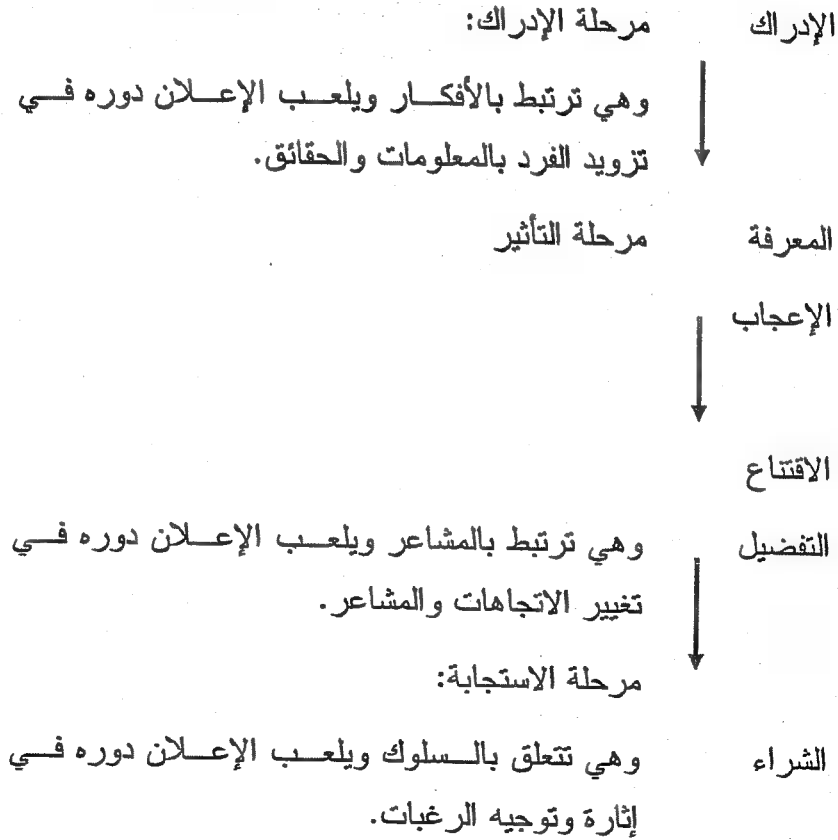 الإدراك مرحلة الإدراك:
وهي ترتبط بالأفكار ويلعب الإعلان دوره في
تزويد الفرد بالمعلومات والحقائق.
المعرفة مرحلة التأثير
الإعجاب
الاقتناع
التفضيل وهي ترتبط بالمشاعر ويلعب الإعلان دوره في
تغيير الاتجاهات والمشاعر.
مرحلة الاستجابة:
الشراء وهي تتعلق بالسلوك ويلعب الإعلان دوره في
إثارة وتوجيه الرغبات.